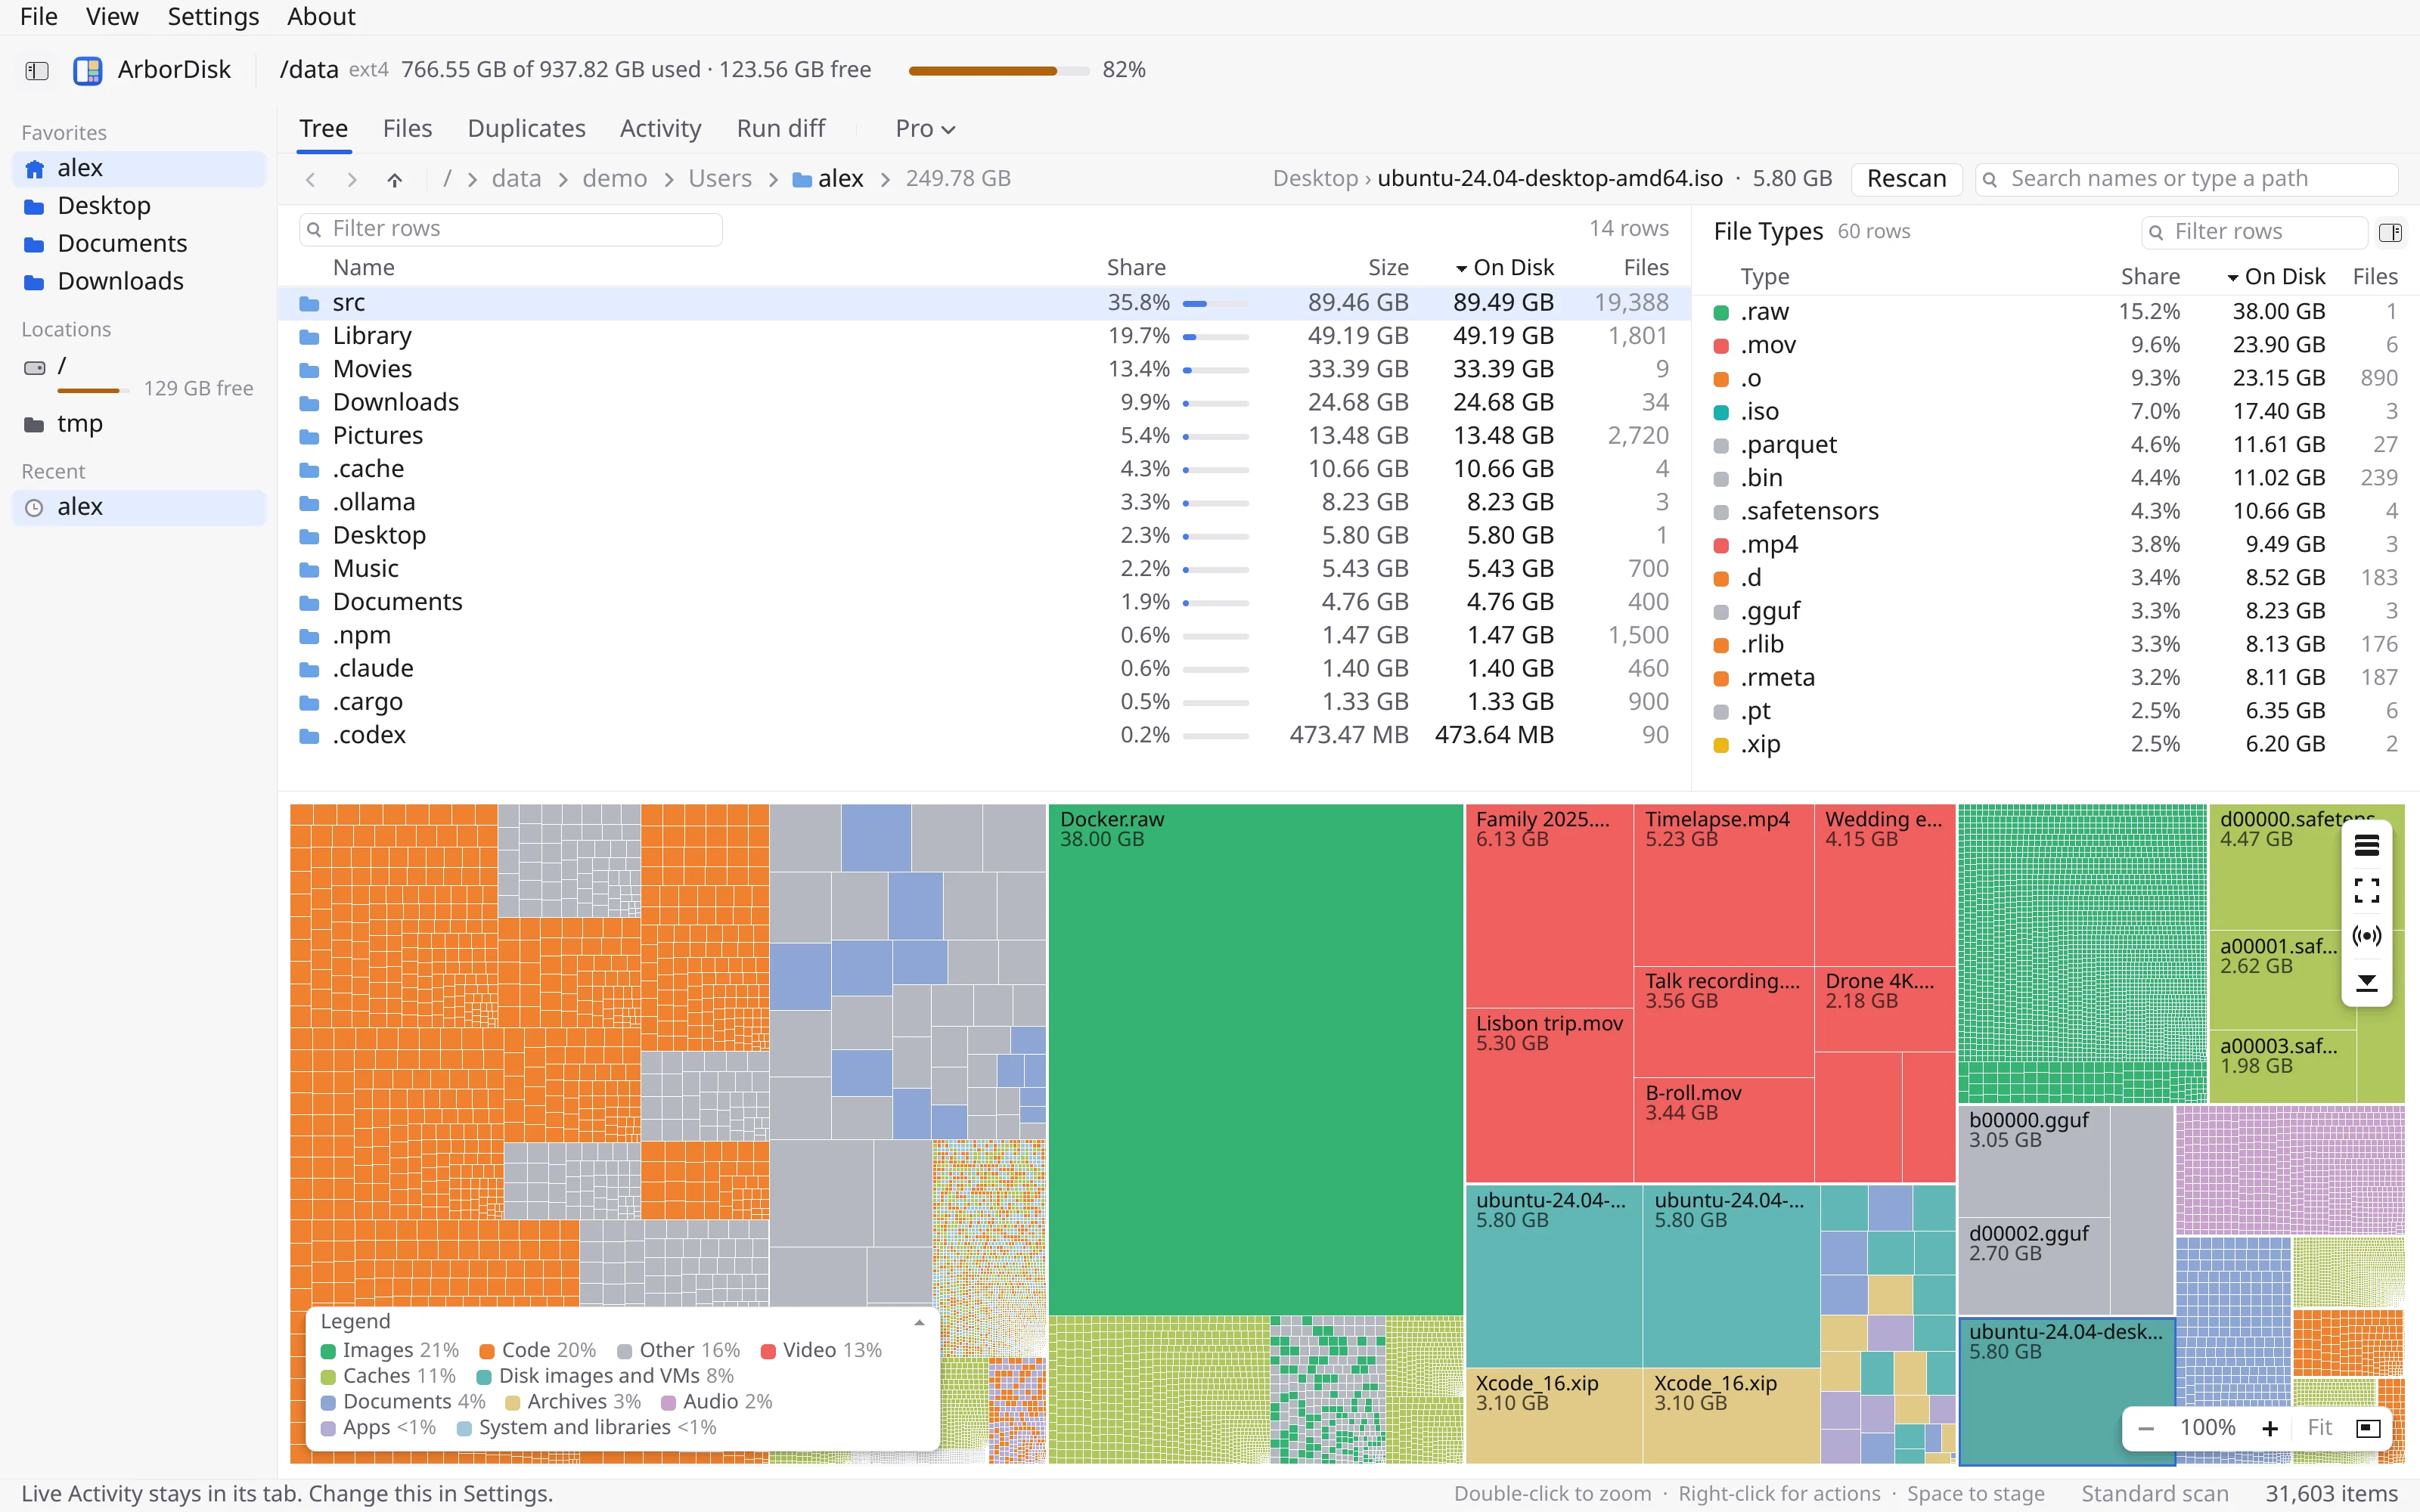 File View Settings About
ArborDisk /data ext4 766.55 GB of 937.82 GB used · 123.56 GB free 82%
Favorites
alex
Desktop
Documents
Downloads
Locations
/
129 GB free
tmp
Recent
alex
Tree Files Duplicates Activity Run diff Pro
/ data demo Users alex 249.78 GB
Desktop › ubuntu-24.04-desktop-amd64.iso · 5.80 GB Rescan Search names or type a path
Filter rows 14 rows
Name Share Size On Disk Files
src 35.8% 89.46 GB 89.49 GB 19,388
Library 19.7% 49.19 GB 49.19 GB 1,801
Movies 13.4% 33.39 GB 33.39 GB 9
Downloads 9.9% 24.68 GB 24.68 GB 34
Pictures 5.4% 13.48 GB 13.48 GB 2,720
.cache 4.3% 10.66 GB 10.66 GB 4
.ollama 3.3% 8.23 GB 8.23 GB 3
Desktop 2.3% 5.80 GB 5.80 GB 1
Music 2.2% 5.43 GB 5.43 GB 700
Documents 1.9% 4.76 GB 4.76 GB 400
.npm 0.6% 1.47 GB 1.47 GB 1,500
.claude 0.6% 1.40 GB 1.40 GB 460
.cargo 0.5% 1.33 GB 1.33 GB 900
.codex 0.2% 473.47 MB 473.64 MB 90
File Types 60 rows Filter rows
Type Share On Disk Files
.raw 15.2% 38.00 GB 1
.mov 9.6% 23.90 GB 6
.o 9.3% 23.15 GB 890
.iso 7.0% 17.40 GB 3
.parquet 4.6% 11.61 GB 27
.bin 4.4% 11.02 GB 239
.safetensors 4.3% 10.66 GB 4
.mp4 3.8% 9.49 GB 3
.d 3.4% 8.52 GB 183
.gguf 3.3% 8.23 GB 3
.rlib 3.3% 8.13 GB 176
.rmeta 3.2% 8.11 GB 187
.pt 2.5% 6.35 GB 6
.xip 2.5% 6.20 GB 2
Docker.raw
38.00 GB
Family 2025....
6.13 GB
Timelapse.mp4
5.23 GB
Wedding e...
4.15 GB
Talk recording....
3.56 GB
Drone 4K....
2.18 GB
Lisbon trip.mov
5.30 GB
B-roll.mov
3.44 GB
ubuntu-24.04-...
5.80 GB
ubuntu-24.04-...
5.80 GB
Xcode_16.xip
3.10 GB
Xcode_16.xip
3.10 GB
d00000.safetens
4.47 GB
a00001.saf...
2.62 GB
a00003.saf...
1.98 GB
b00000.gguf
3.05 GB
d00002.gguf
2.70 GB
ubuntu-24.04-desk...
5.80 GB
Legend
Images 21% Code 20% Other 16% Video 13%
Caches 11% Disk images and VMs 8%
Documents 4% Archives 3% Audio 2%
Apps <1% System and libraries <1%
− 100% + Fit
Live Activity stays in its tab. Change this in Settings.
Double-click to zoom · Right-click for actions · Space to stage Standard scan 31,603 items